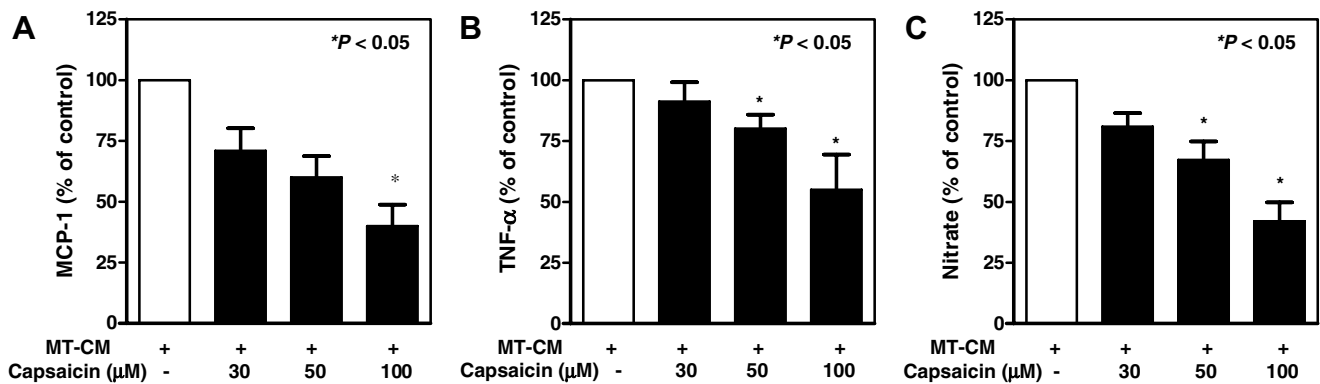 A
MCP-1 (% of control)
125
100
75
50
25
0
*P < 0.05
*
MT-CM + + + +
Capsaicin (μM) - 30 50 100
B
TNF-α (% of control)
125
100
75
50
25
0
*P < 0.05
*
*
MT-CM + + + +
Capsaicin (μM) - 30 50 100
C
Nitrate (% of control)
125
100
75
50
25
0
*P < 0.05
*
*
MT-CM + + + +
Capsaicin (μM) - 30 50 100